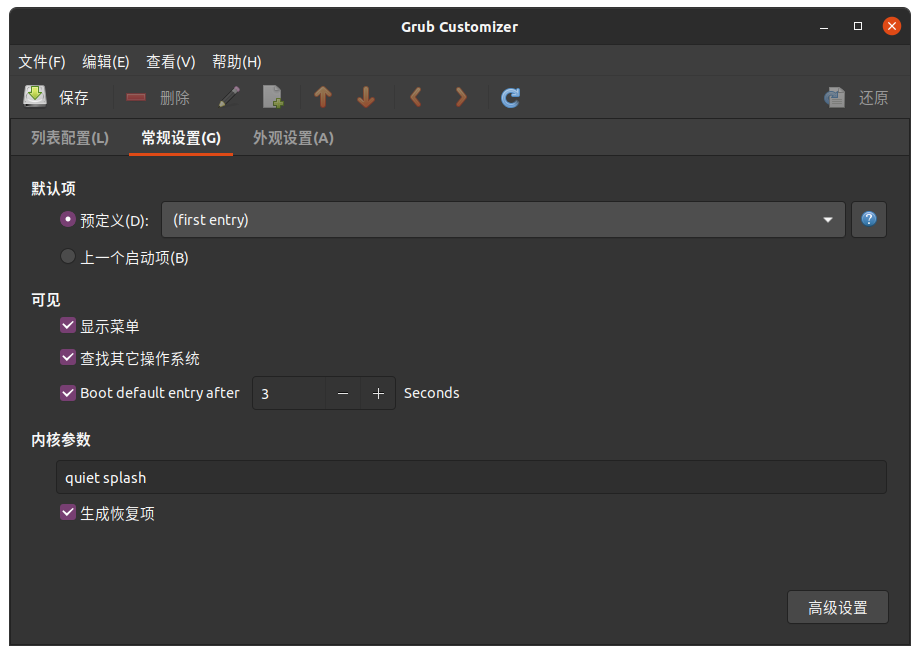 Grub Customizer
文件(F) 编辑(E) 查看(V) 帮助(H)
保存 删除 还原
列表配置(L) 常规设置(G) 外观设置(A)
默认项
预定义(D): (first entry) ?
上一个启动项(B)
可见
显示菜单
查找其它操作系统
Boot default entry after 3 − + Seconds
内核参数
quiet splash
生成恢复项
高级设置